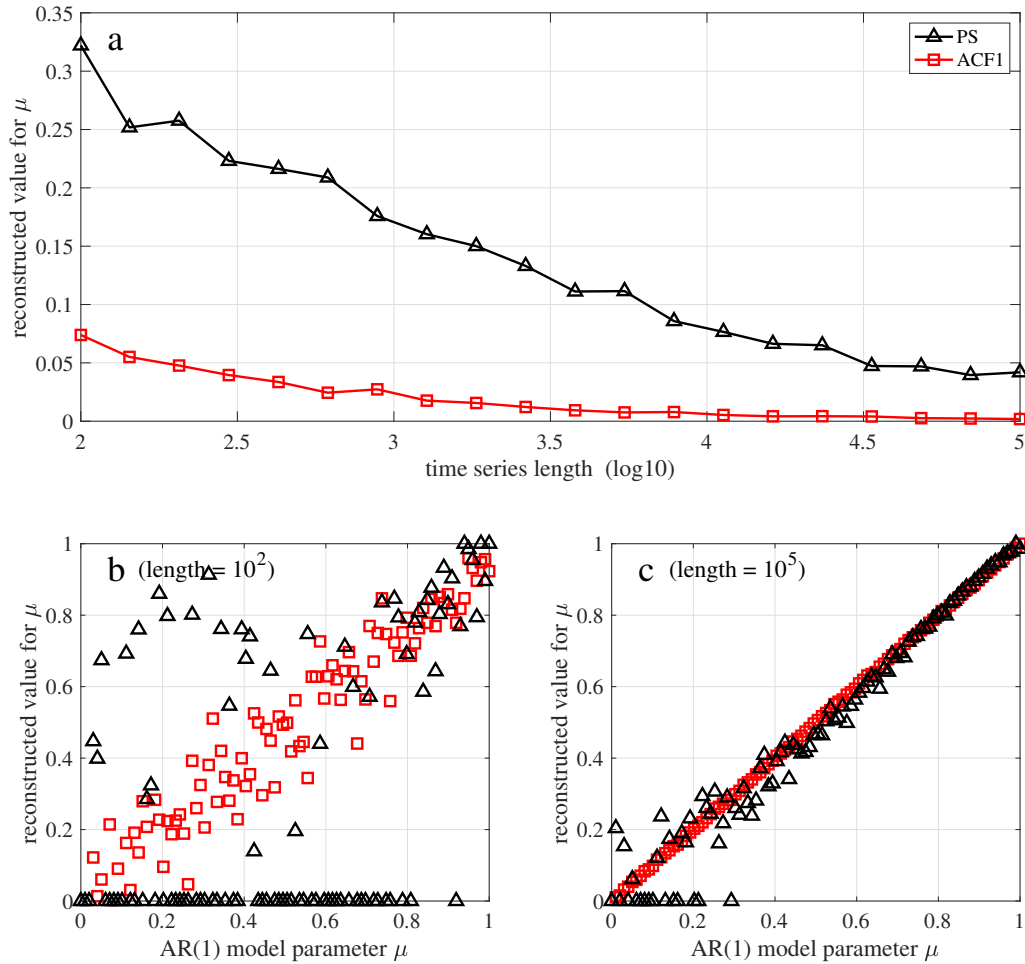 0.35
0.3
0.25
0.2
0.15
0.1
0.05
0
reconstructed value for μ
a
PS
ACF1
2 2.5 3 3.5 4 4.5 5
time series length (log10)
1
0.8
0.6
0.4
0.2
0
reconstructed value for μ
b (length = 10²)
0 0.2 0.4 0.6 0.8 1
AR(1) model parameter μ
1
0.8
0.6
0.4
0.2
0
reconstructed value for μ
c (length = 10⁵)
0 0.2 0.4 0.6 0.8 1
AR(1) model parameter μ